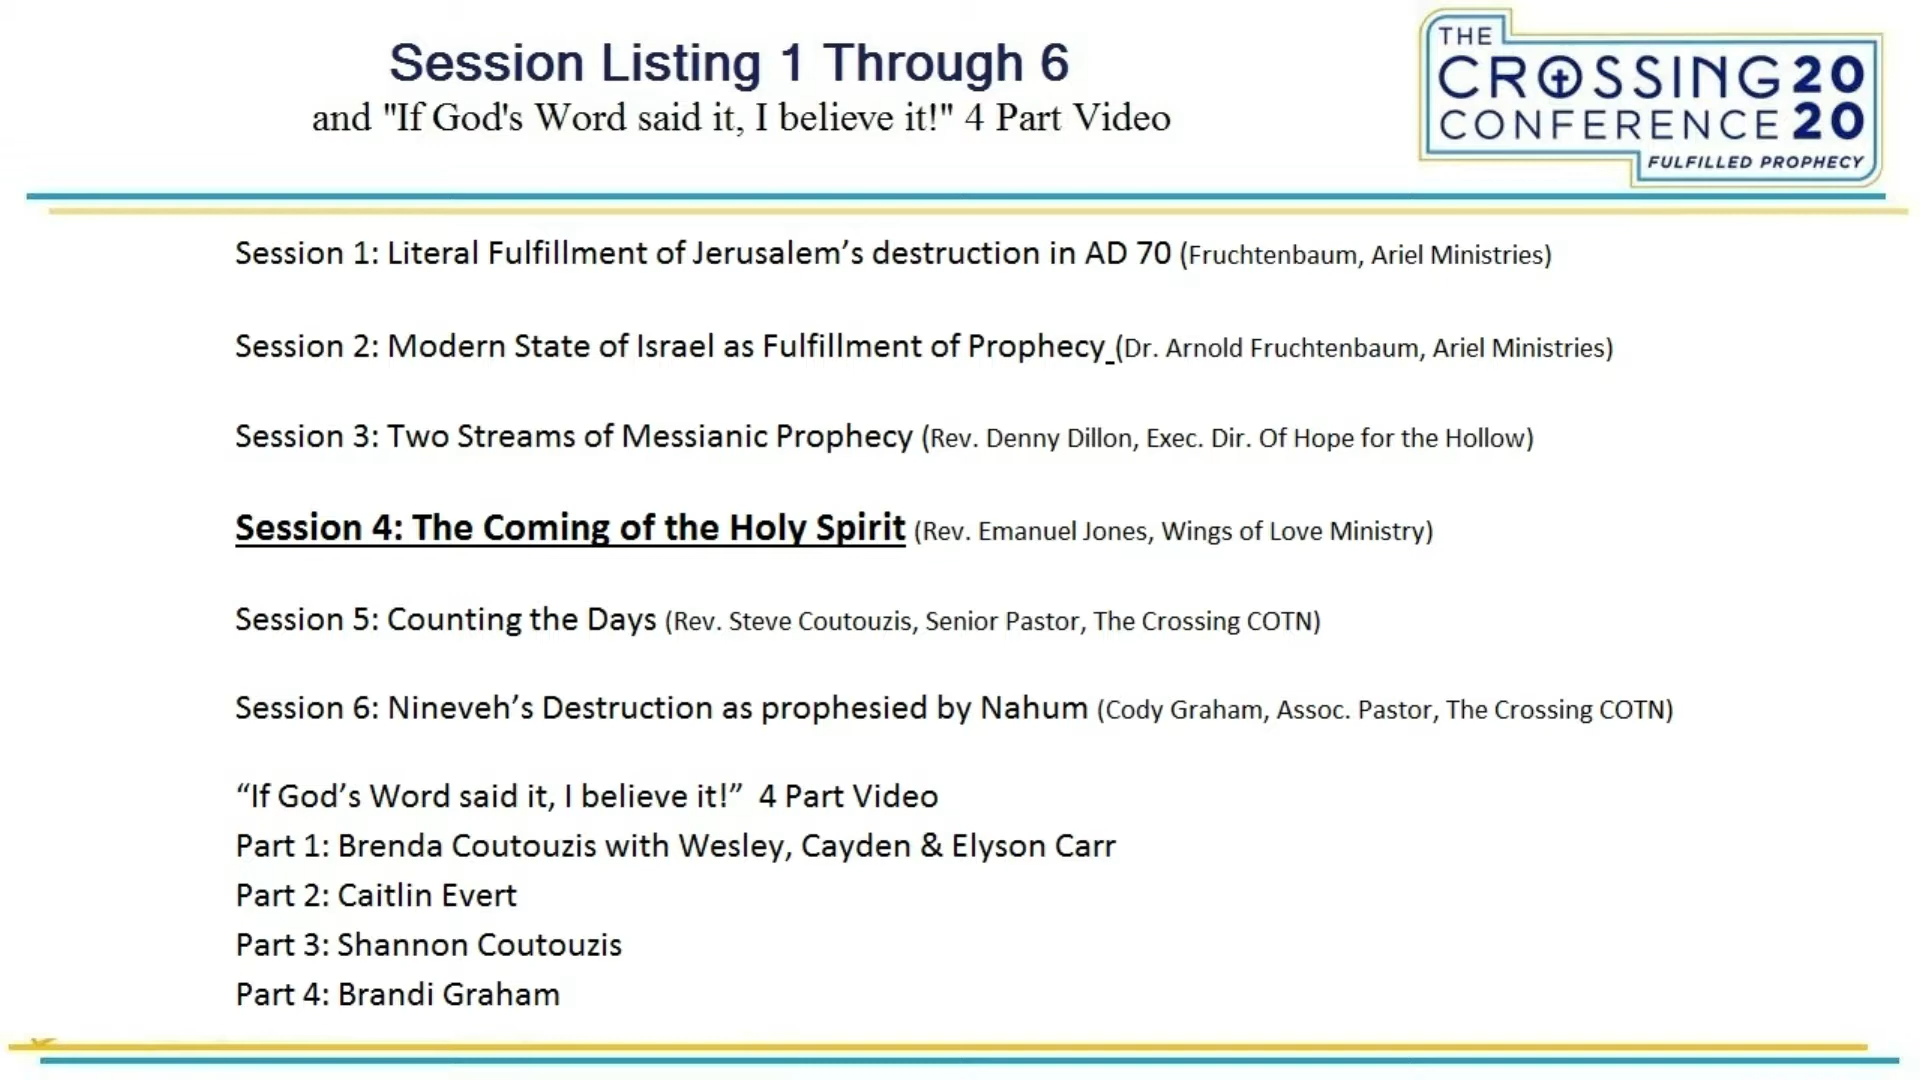 Session Listing 1 Through 6
and "If God's Word said it, I believe it!" 4 Part Video
THE
CROSSING 20
CONFERENCE 20
FULFILLED PROPHECY
Session 1: Literal Fulfillment of Jerusalem’s destruction in AD 70 (Fruchtenbaum, Ariel Ministries)
Session 2: Modern State of Israel as Fulfillment of Prophecy (Dr. Arnold Fruchtenbaum, Ariel Ministries)
Session 3: Two Streams of Messianic Prophecy (Rev. Denny Dillon, Exec. Dir. Of Hope for the Hollow)
Session 4: The Coming of the Holy Spirit (Rev. Emanuel Jones, Wings of Love Ministry)
Session 5: Counting the Days (Rev. Steve Coutouzis, Senior Pastor, The Crossing COTN)
Session 6: Nineveh’s Destruction as prophesied by Nahum (Cody Graham, Assoc. Pastor, The Crossing COTN)
“If God’s Word said it, I believe it!” 4 Part Video
Part 1: Brenda Coutouzis with Wesley, Cayden & Elyson Carr
Part 2: Caitlin Evert
Part 3: Shannon Coutouzis
Part 4: Brandi Graham